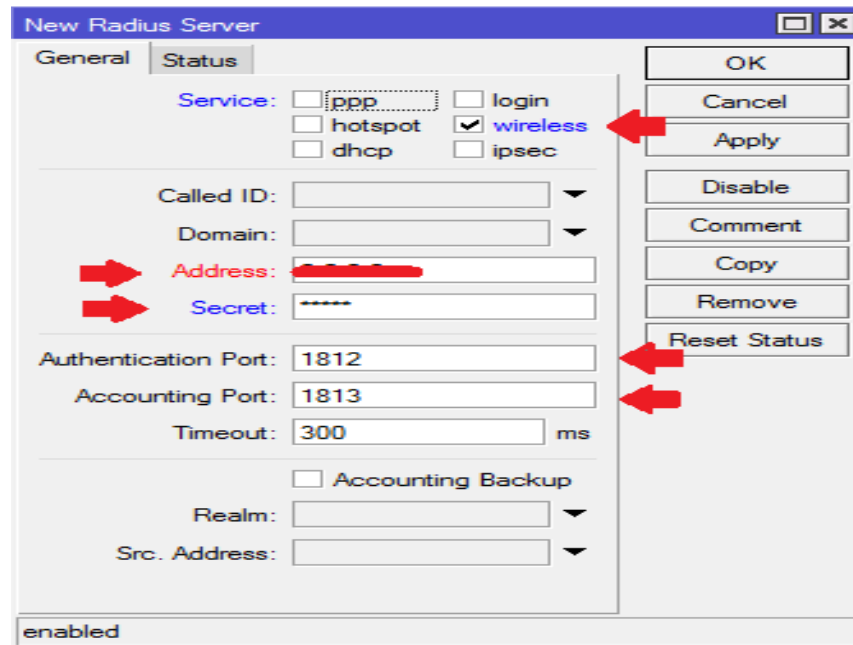 New Radius Server
General Status
Service: ppp login
hotspot wireless
dhcp ipsec
Called ID:
Domain:
Address:
Secret: *****
Authentication Port: 1812
Accounting Port: 1813
Timeout: 300 ms
Accounting Backup
Realm:
Src. Address:
OK
Cancel
Apply
Disable
Comment
Copy
Remove
Reset Status
enabled